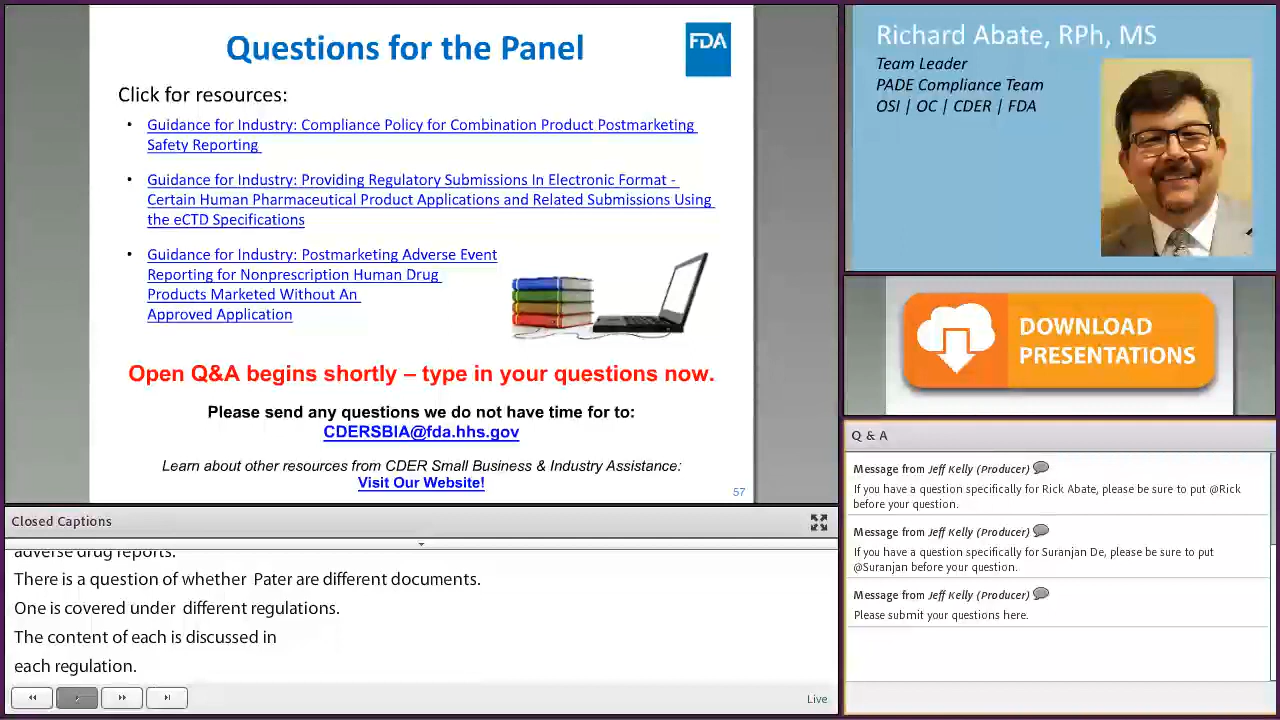 Questions for the Panel
FDA
Click for resources:
• Guidance for Industry: Compliance Policy for Combination Product Postmarketing
Safety Reporting
• Guidance for Industry: Providing Regulatory Submissions In Electronic Format -
Certain Human Pharmaceutical Product Applications and Related Submissions Using
the eCTD Specifications
• Guidance for Industry: Postmarketing Adverse Event
Reporting for Nonprescription Human Drug
Products Marketed Without An
Approved Application
Open Q&A begins shortly – type in your questions now.
Please send any questions we do not have time for to:
CDERSBIA@fda.hhs.gov
Learn about other resources from CDER Small Business & Industry Assistance:
Visit Our Website!
57
Closed Captions
adverse drug reports.
There is a question of whether Pater are different documents.
One is covered under different regulations.
The content of each is discussed in
each regulation.
Live
Richard Abate, RPh, MS
Team Leader
PADE Compliance Team
OSI | OC | CDER | FDA
DOWNLOAD
PRESENTATIONS
Q & A
Message from Jeff Kelly (Producer)
If you have a question specifically for Rick Abate, please be sure to put @Rick
before your question.
Message from Jeff Kelly (Producer)
If you have a question specifically for Suranjan De, please be sure to put
@Suranjan before your question.
Message from Jeff Kelly (Producer)
Please submit your questions here.